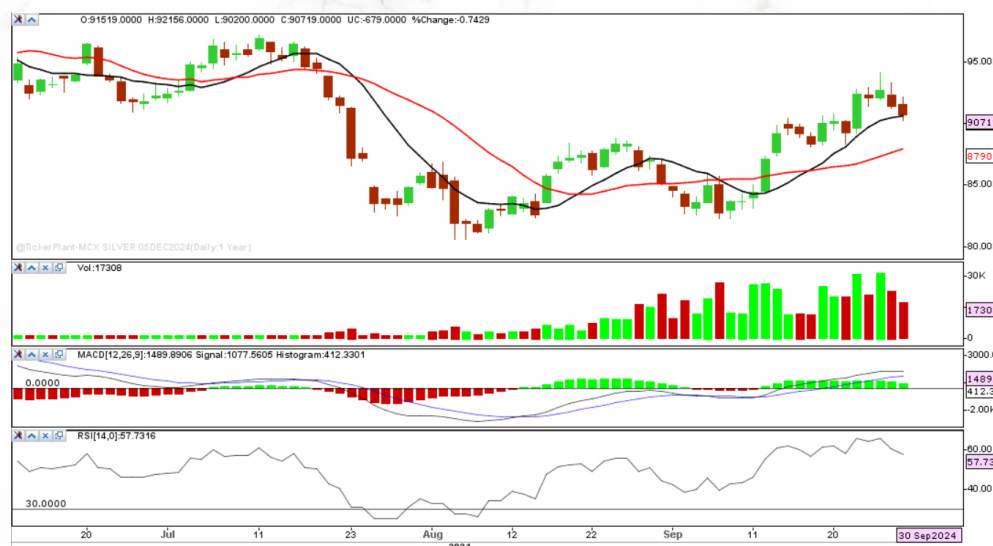 O:91519.0000 H:92156.0000 L:90200.0000 C:90719.0000 UC:-679.0000 %Change:-0.7429
95.00
9071
8790
85.00
80.00
@TickerPlant-MCX SILVER 05DEC2024(Daily:1 Year)
Vol:17308
30K
1730
0
MACD[12,26,9]:1489.8906 Signal:1077.5605 Histogram:412.3301
3000.
0.0000
1489
412.3
-2.00K
RSI[14,0]:57.7316
60.00
57.73
40.00
30.0000
20 Jul 11 23 Aug 12 22 Sep 11 20 30 Sep2024